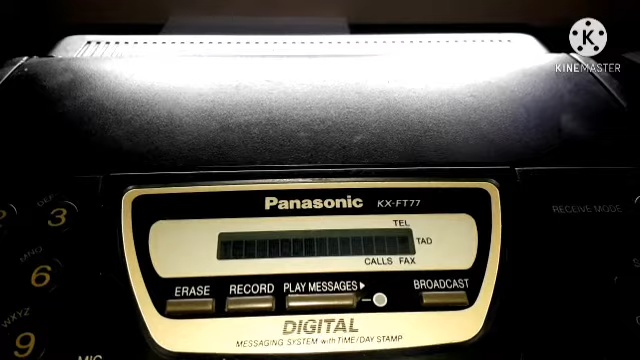 K
KINEMASTER
Panasonic KX-FT77
RECEIVE MODE
TEL
TAD
CALLS FAX
DEF
3
MNO
6
WXYZ
9
ERASE RECORD PLAY MESSAGES BROADCAST
DIGITAL
MESSAGING SYSTEM with TIME/DAY STAMP
MIC